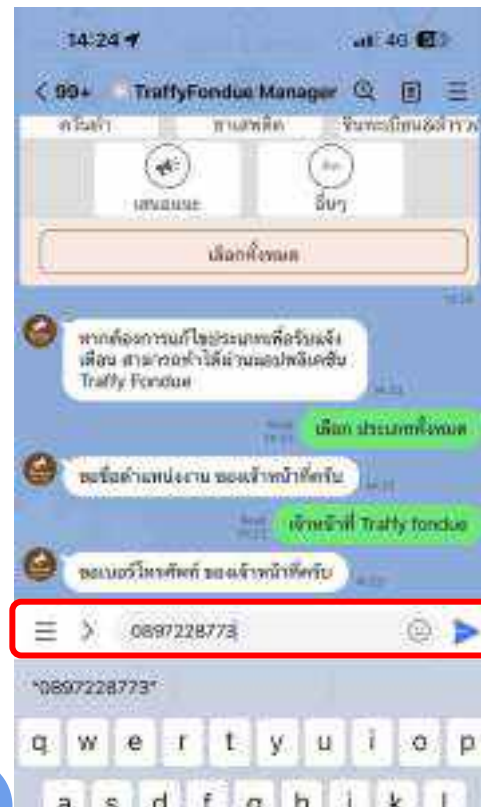 14:24
4G
99+ TraffyFondue Manager
ยาเสพติด
เสนอแนะ อื่นๆ
เลือกทั้งหมด
หากต้องการแก้ไขประเภทเพื่อรับแจ้ง
เตือน สามารถทำได้ผ่านแอปพลิเคชัน
Traffy Fondue
เลือก ประเภททั้งหมด
ขอชื่อตำแหน่งงาน ของเจ้าหน้าที่ครับ
เจ้าหน้าที่ Traffy fondue
ขอเบอร์โทรศัพท์ ของเจ้าหน้าที่ครับ
0897228773
"0897228773"
q w e r t y u i o p
a s d f g h j k l